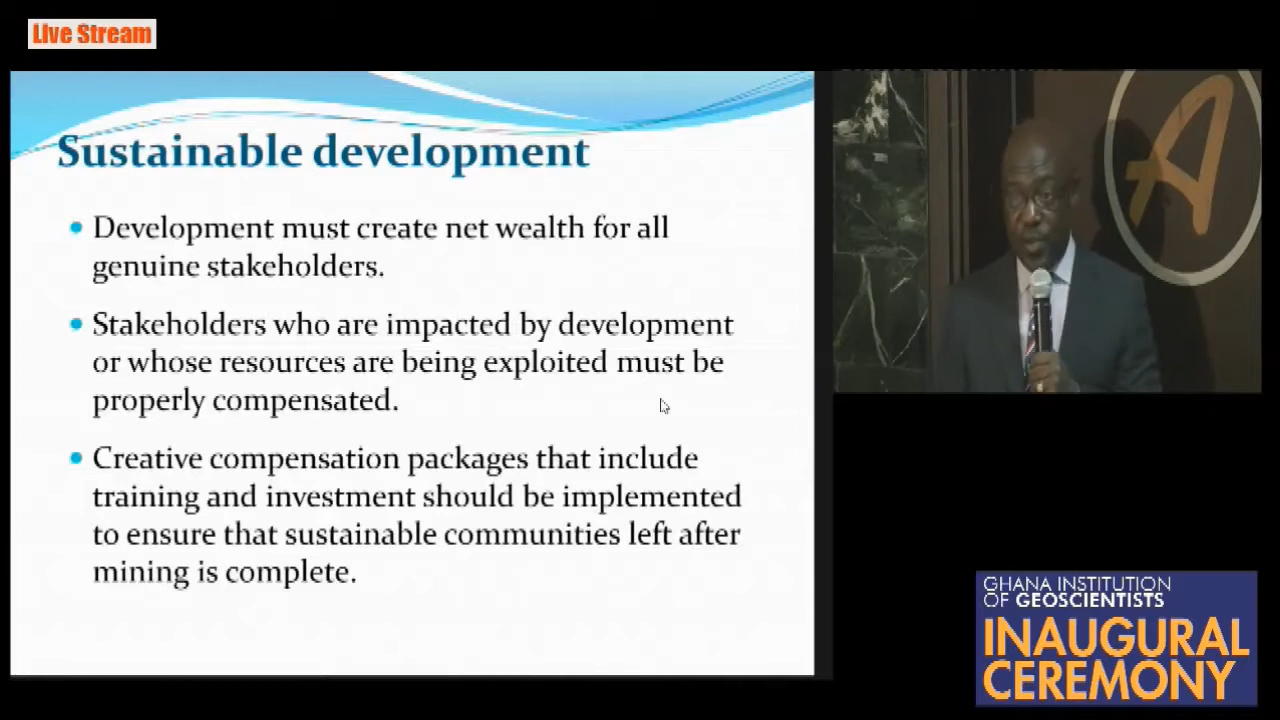 Live Stream
Sustainable development
Development must create net wealth for all
genuine stakeholders.
Stakeholders who are impacted by development
or whose resources are being exploited must be
properly compensated.
Creative compensation packages that include
training and investment should be implemented
to ensure that sustainable communities left after
mining is complete.
A
GHANA INSTITUTION
OF GEOSCIENTISTS
INAUGURAL
CEREMONY